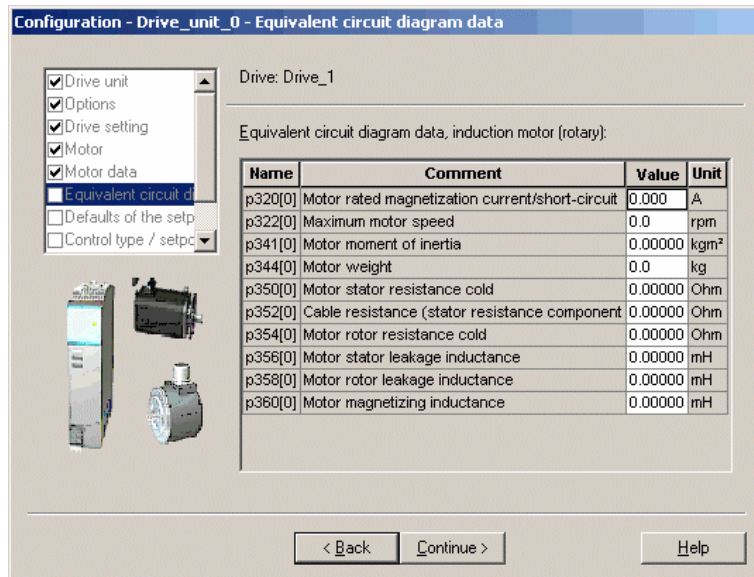 Configuration - Drive_unit_0 - Equivalent circuit diagram data
Drive unit
Options
Drive setting
Motor
Motor data
Equivalent circuit di
Defaults of the setp
Control type / setpo
Drive: Drive_1
Equivalent circuit diagram data, induction motor (rotary):
Name Comment Value Unit
p320[0] Motor rated magnetization current/short-circuit 0.000 A
p322[0] Maximum motor speed 0.0 rpm
p341[0] Motor moment of inertia 0.00000 kgm²
p344[0] Motor weight 0.0 kg
p350[0] Motor stator resistance cold 0.00000 Ohm
p352[0] Cable resistance (stator resistance component 0.00000 Ohm
p354[0] Motor rotor resistance cold 0.00000 Ohm
p356[0] Motor stator leakage inductance 0.00000 mH
p358[0] Motor rotor leakage inductance 0.00000 mH
p360[0] Motor magnetizing inductance 0.00000 mH
< Back Continue > Help